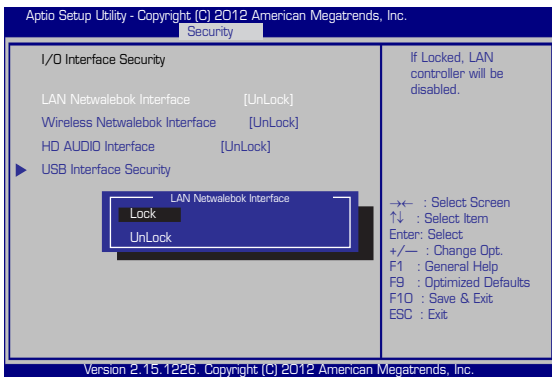 Aptio Setup Utility - Copyright (C) 2012 American Megatrends, Inc.
Security
I/O Interface Security
LAN Netwalebok Interface [UnLock]
Wireless Netwalebok Interface [UnLock]
HD AUDIO Interface [UnLock]
USB Interface Security
LAN Netwalebok Interface
Lock
UnLock
If Locked, LAN
controller will be
disabled.
→← : Select Screen
↑↓ : Select Item
Enter: Select
+/— : Change Opt.
F1 : General Help
F9 : Optimized Defaults
F10 : Save & Exit
ESC : Exit
Version 2.15.1226. Copyright (C) 2012 American Megatrends, Inc.